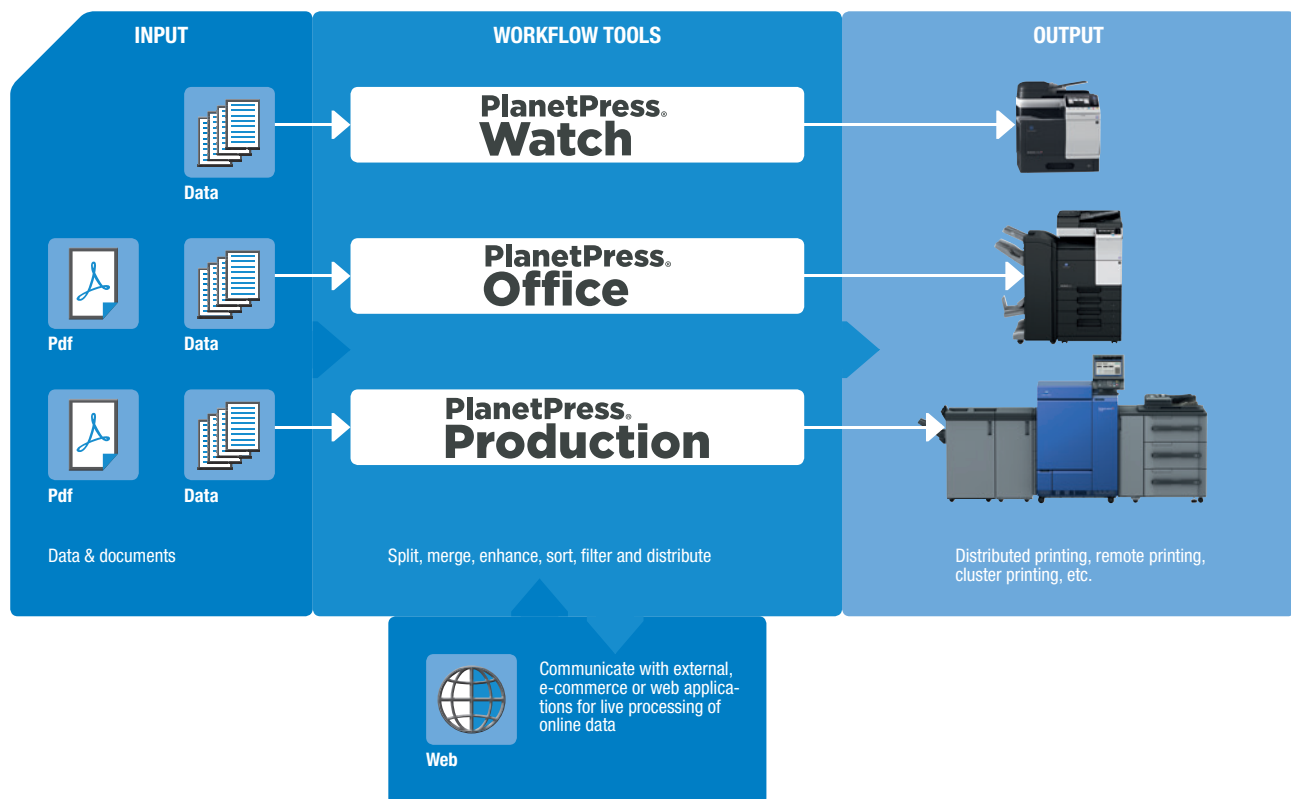 INPUT
WORKFLOW TOOLS
OUTPUT
Data
PlanetPress®
Watch
Pdf
Data
PlanetPress®
Office
Pdf
Data
PlanetPress®
Production
Data & documents
Split, merge, enhance, sort, filter and distribute
Distributed printing, remote printing,
cluster printing, etc.
Web
Communicate with external,
e-commerce or web applica-
tions for live processing of
online data